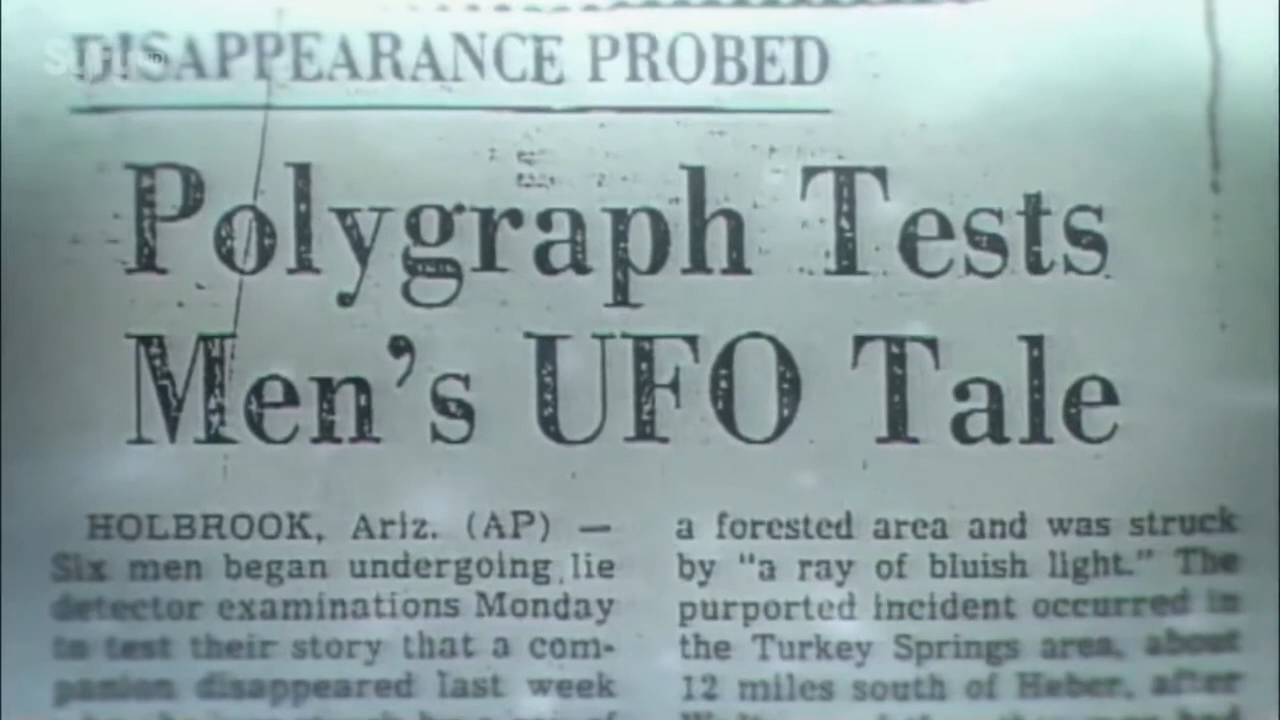 DISAPPEARANCE PROBED
Polygraph Tests
Men's UFO Tale
HOLBROOK, Ariz. (AP) —
Six men began undergoing lie
detector examinations Monday
to test their story that a com-
panion disappeared last week
a forested area and was struck
by "a ray of bluish light." The
purported incident occurred in
the Turkey Springs area, about
12 miles south of Heber, after